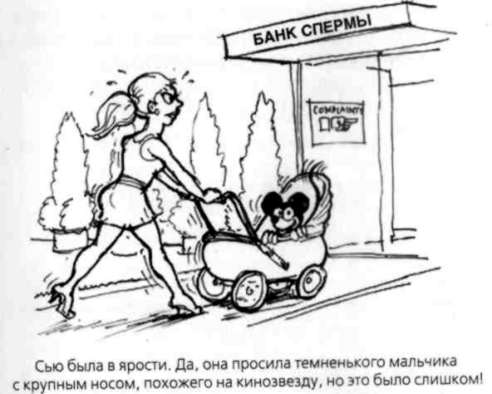 БАНК СПЕРМЫ
COMPLAINTS
Сью была в ярости. Да, она просила темненького мальчика
с крупным носом, похожего на кинозвезду, но это было слишком!